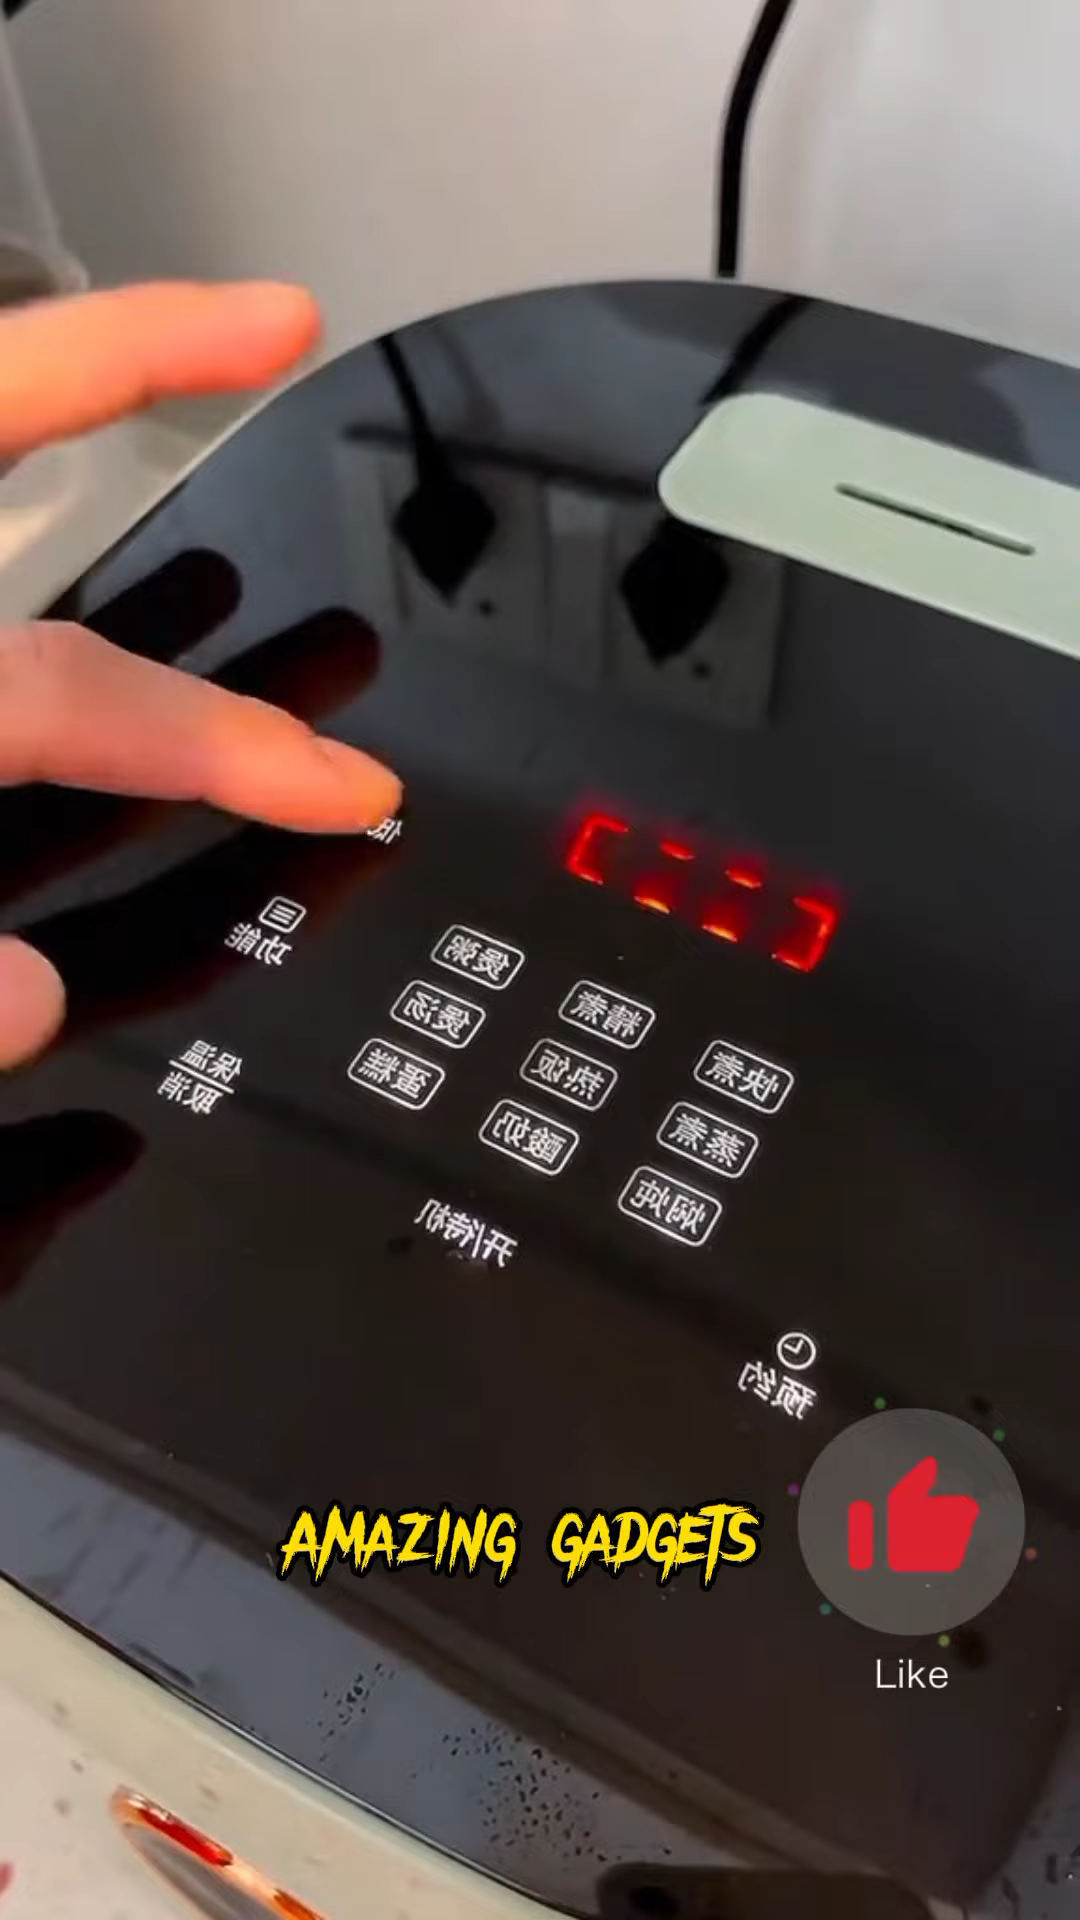 功能
煲粥
精煮
快煮
煲汤
热饭
蒸煮
蛋糕
酸奶
焖炖
保温
取消
开/待机
预约
AMAZING GADGETS
Like